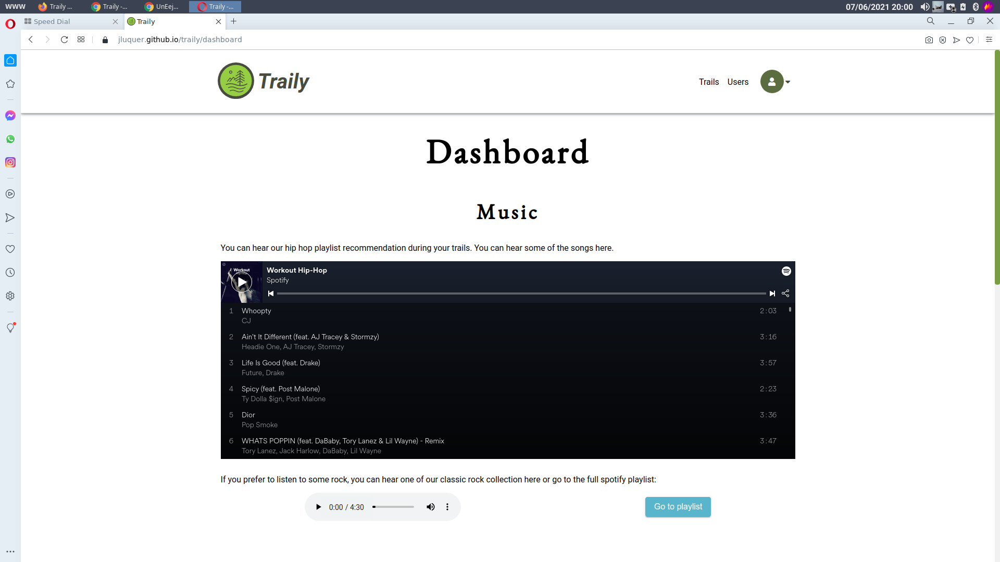 WWW Traily ... Traily -... UnEej... Traily -... 07/06/2021 20:00
Speed Dial Traily
jluquer.github.io/traily/dashboard
Traily Trails Users
Dashboard
Music
You can hear our hip hop playlist recommendation during your trails. You can hear some of the songs here.
Workout Workout Hip-Hop
Spotify
1 Whoopty 2:03
CJ
2 Ain't It Different (feat. AJ Tracey & Stormzy) 3:16
Headie One, AJ Tracey, Stormzy
3 Life Is Good (feat. Drake) 3:57
Future, Drake
4 Spicy (feat. Post Malone) 2:23
Ty Dolla $ign, Post Malone
5 Dior 3:36
Pop Smoke
6 WHATS POPPIN (feat. DaBaby, Tory Lanez & Lil Wayne) - Remix 3:47
Tory Lanez, Jack Harlow, DaBaby, Lil Wayne
If you prefer to listen to some rock, you can hear one of our classic rock collection here or go to the full spotify playlist:
0:00 / 4:30 Go to playlist